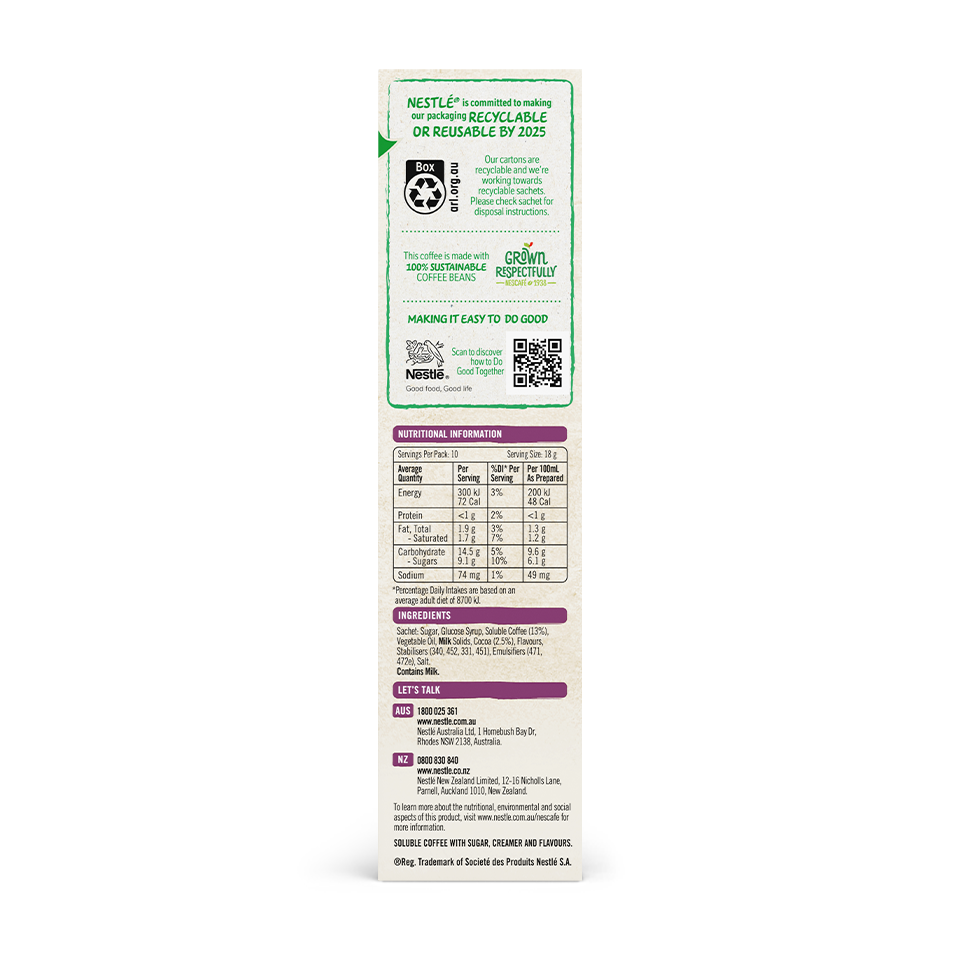 NESTLÉ® is committed to making
our packaging RECYCLABLE
OR REUSABLE BY 2025
Box
arl.org.au
Our cartons are
recyclable and we're
working towards
recyclable sachets.
Please check sachet for
disposal instructions.
This coffee is made with
100% SUSTAINABLE
COFFEE BEANS
GROWN
RESPECTFULLY
NESCAFÉ 1938
MAKING IT EASY TO DO GOOD
Nestlé®
Good food, Good life
Scan to discover
how to Do
Good Together
NUTRITIONAL INFORMATION
Servings Per Pack: 10 Serving Size: 18 g
Average Quantity Per Serving %DI* Per Serving Per 100mL As Prepared
Energy 300 kJ 3% 200 kJ
72 Cal 48 Cal
Protein <1 g 2% <1 g
Fat, Total 1.9 g 3% 1.3 g
- Saturated 1.7 g 7% 1.2 g
Carbohydrate 14.5 g 5% 9.6 g
- Sugars 9.1 g 10% 6.1 g
Sodium 74 mg 1% 49 mg
*Percentage Daily Intakes are based on an
average adult diet of 8700 kJ.
INGREDIENTS
Sachet: Sugar, Glucose Syrup, Soluble Coffee (13%),
Vegetable Oil, Milk Solids, Cocoa (2.5%), Flavours,
Stabilisers (340, 452, 331, 451), Emulsifiers (471,
472e), Salt.
Contains Milk.
LET'S TALK
AUS 1800 025 361
www.nestle.com.au
Nestlé Australia Ltd, 1 Homebush Bay Dr,
Rhodes NSW 2138, Australia.
NZ 0800 830 840
www.nestle.co.nz
Nestlé New Zealand Limited, 12-16 Nicholls Lane,
Parnell, Auckland 1010, New Zealand.
To learn more about the nutritional, environmental and social
aspects of this product, visit www.nestle.com.au/nescafe for
more information.
SOLUBLE COFFEE WITH SUGAR, CREAMER AND FLAVOURS.
®Reg. Trademark of Societé des Produits Nestlé S.A.